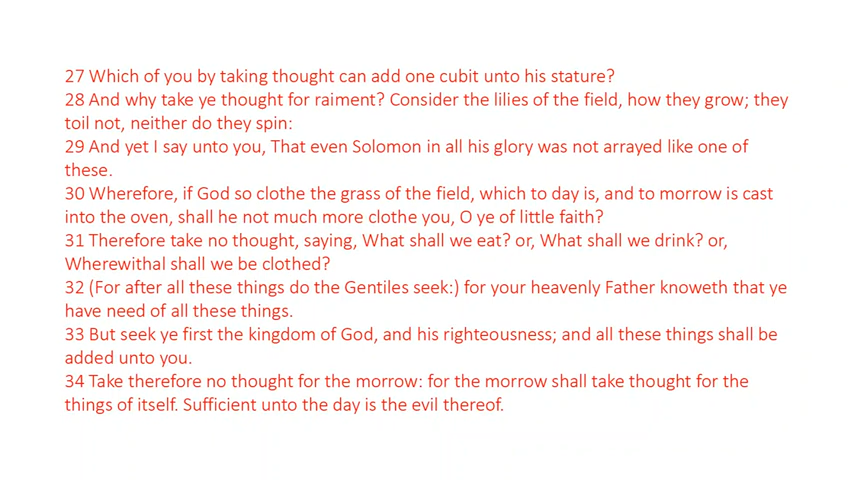 27 Which of you by taking thought can add one cubit unto his stature?
28 And why take ye thought for raiment? Consider the lilies of the field, how they grow; they
toil not, neither do they spin:
29 And yet I say unto you, That even Solomon in all his glory was not arrayed like one of
these.
30 Wherefore, if God so clothe the grass of the field, which to day is, and to morrow is cast
into the oven, shall he not much more clothe you, O ye of little faith?
31 Therefore take no thought, saying, What shall we eat? or, What shall we drink? or,
Wherewithal shall we be clothed?
32 (For after all these things do the Gentiles seek:) for your heavenly Father knoweth that ye
have need of all these things.
33 But seek ye first the kingdom of God, and his righteousness; and all these things shall be
added unto you.
34 Take therefore no thought for the morrow: for the morrow shall take thought for the
things of itself. Sufficient unto the day is the evil thereof.